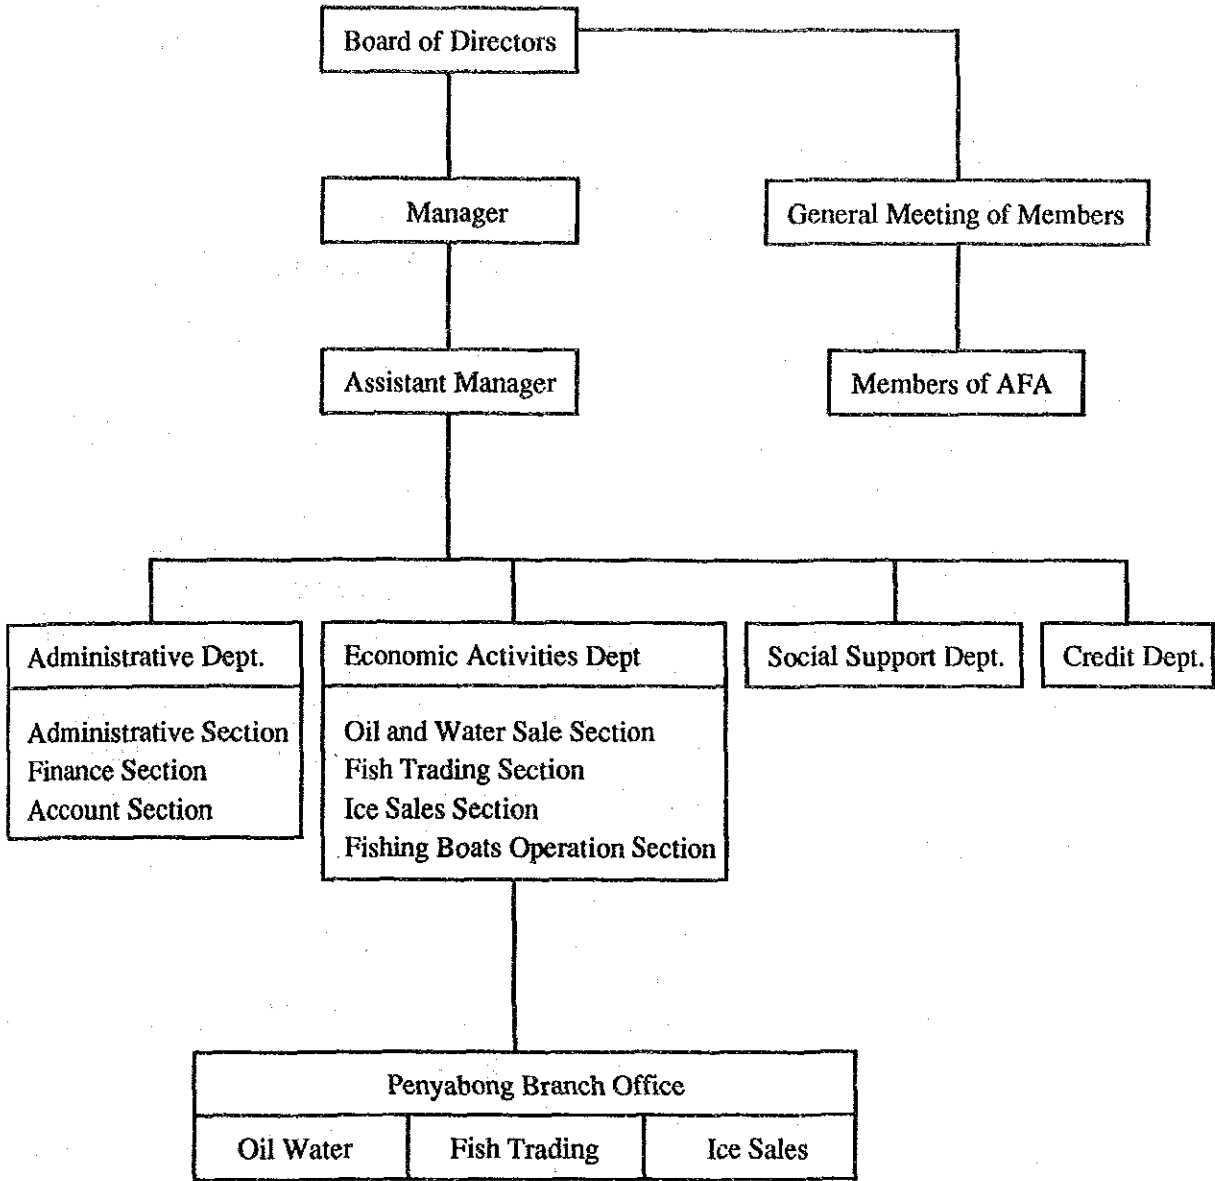 Board of Directors
Manager
General Meeting of Members
Assistant Manager
Members of AFA
Administrative Dept.
Administrative Section
Finance Section
Account Section
Economic Activities Dept
Oil and Water Sale Section
Fish Trading Section
Ice Sales Section
Fishing Boats Operation Section
Social Support Dept.
Credit Dept.
Penyabong Branch Office
Oil Water
Fish Trading
Ice Sales